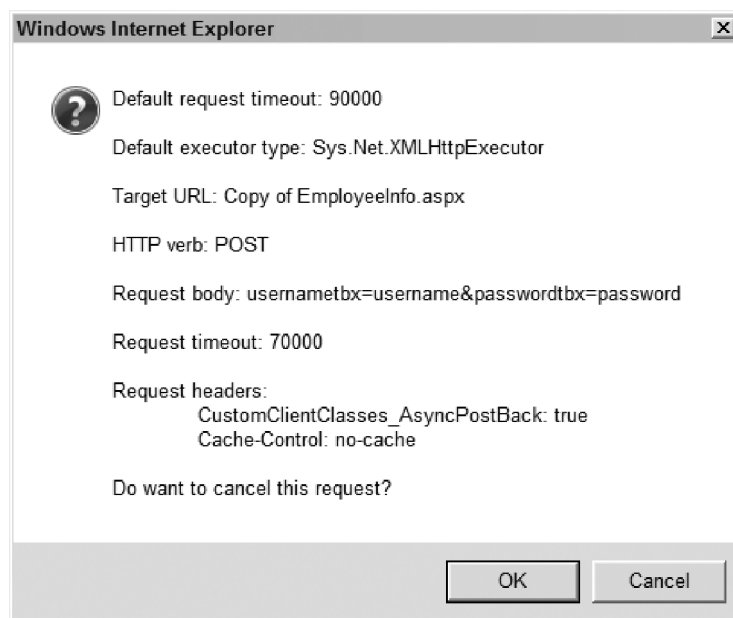 Windows Internet Explorer
Default request timeout: 90000
Default executor type: Sys.Net.XMLHttpExecutor
Target URL: Copy of EmployeeInfo.aspx
HTTP verb: POST
Request body: usernametbx=username&passwordtbx=password
Request timeout: 70000
Request headers:
CustomClientClasses_AsyncPostBack: true
Cache-Control: no-cache
Do want to cancel this request?
OK Cancel